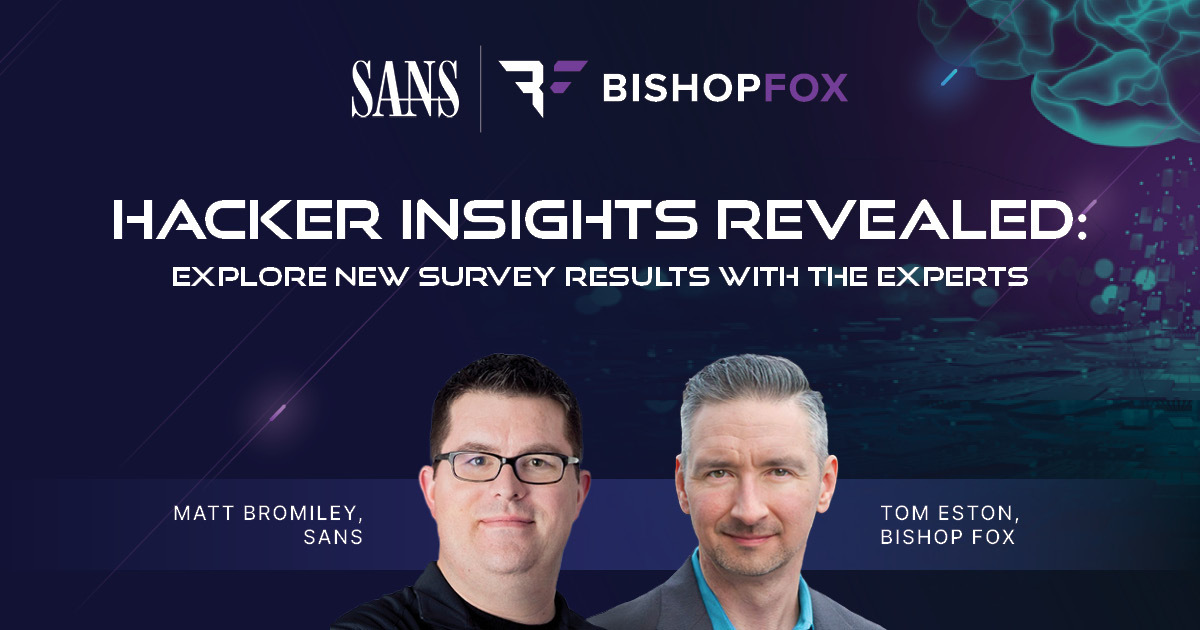 SANS
BISHOPFOX
HACKER INSIGHTS REVEALED:
EXPLORE NEW SURVEY RESULTS WITH THE EXPERTS
MATT BROMILEY,
SANS
TOM ESTON,
BISHOP FOX